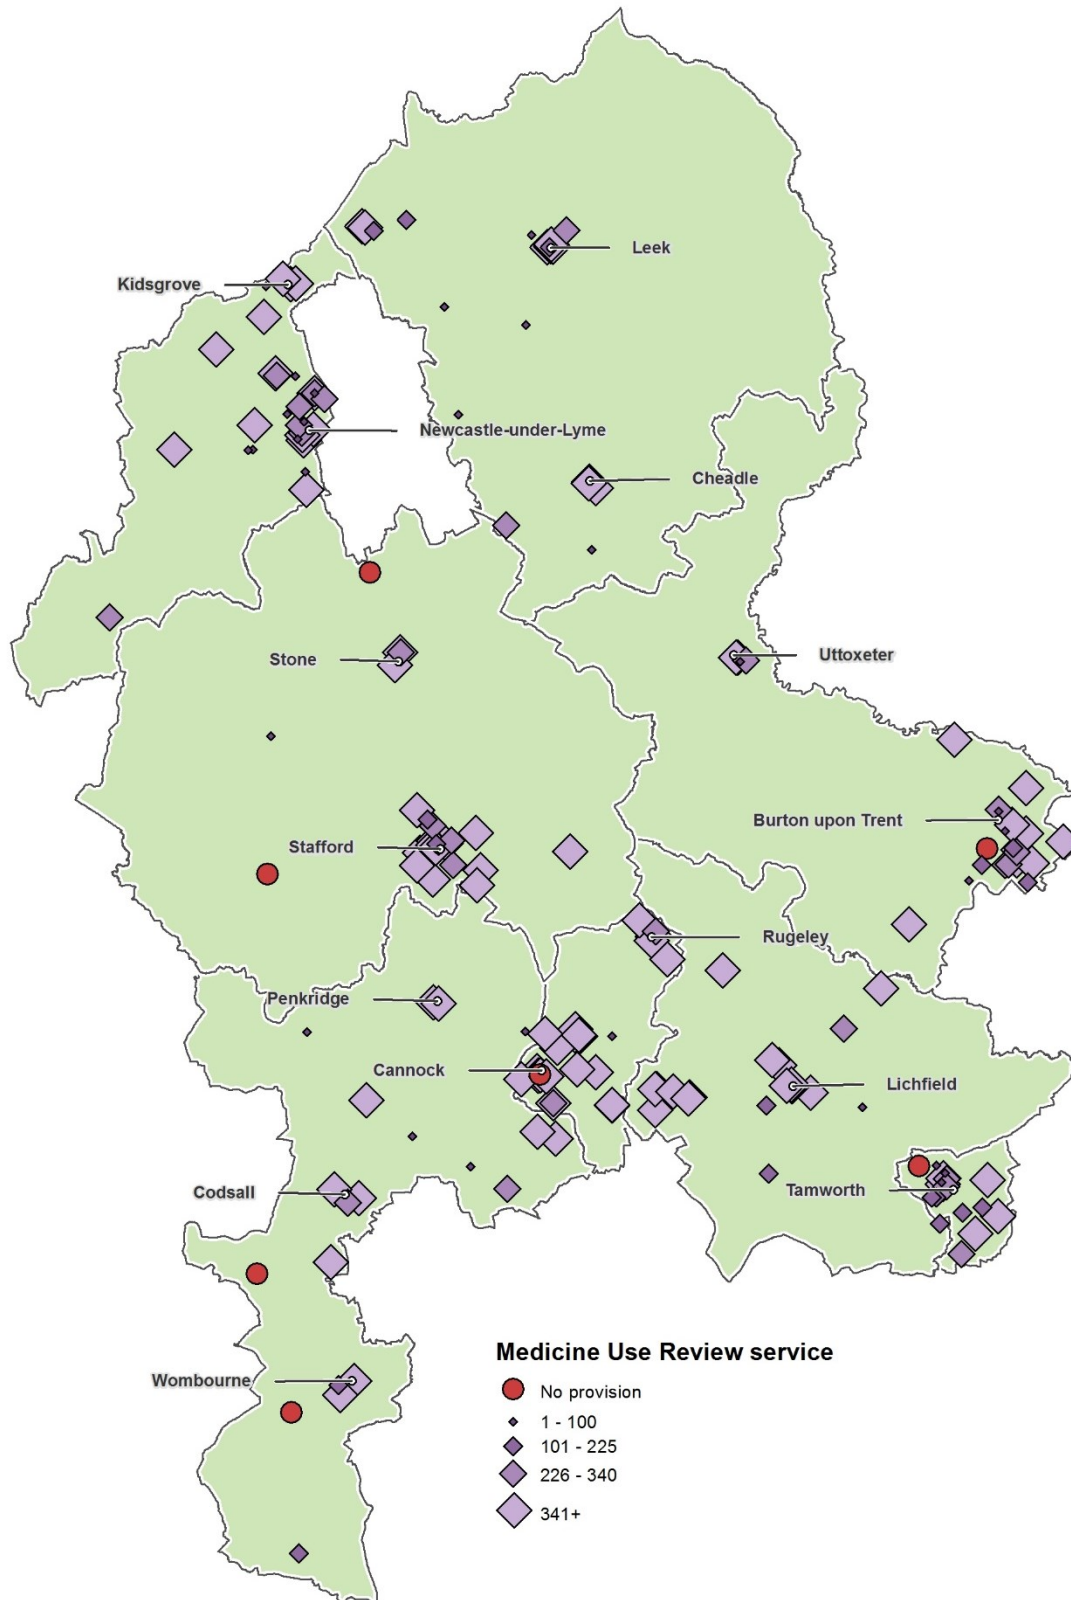 Leek
Kidsgrove
Newcastle-under-Lyme
Cheadle
Stone
Uttoxeter
Burton upon Trent
Stafford
Rugeley
Penkridge
Cannock
Lichfield
Codsall
Tamworth
Wombourne
Medicine Use Review service
No provision
1 - 100
101 - 225
226 - 340
341+